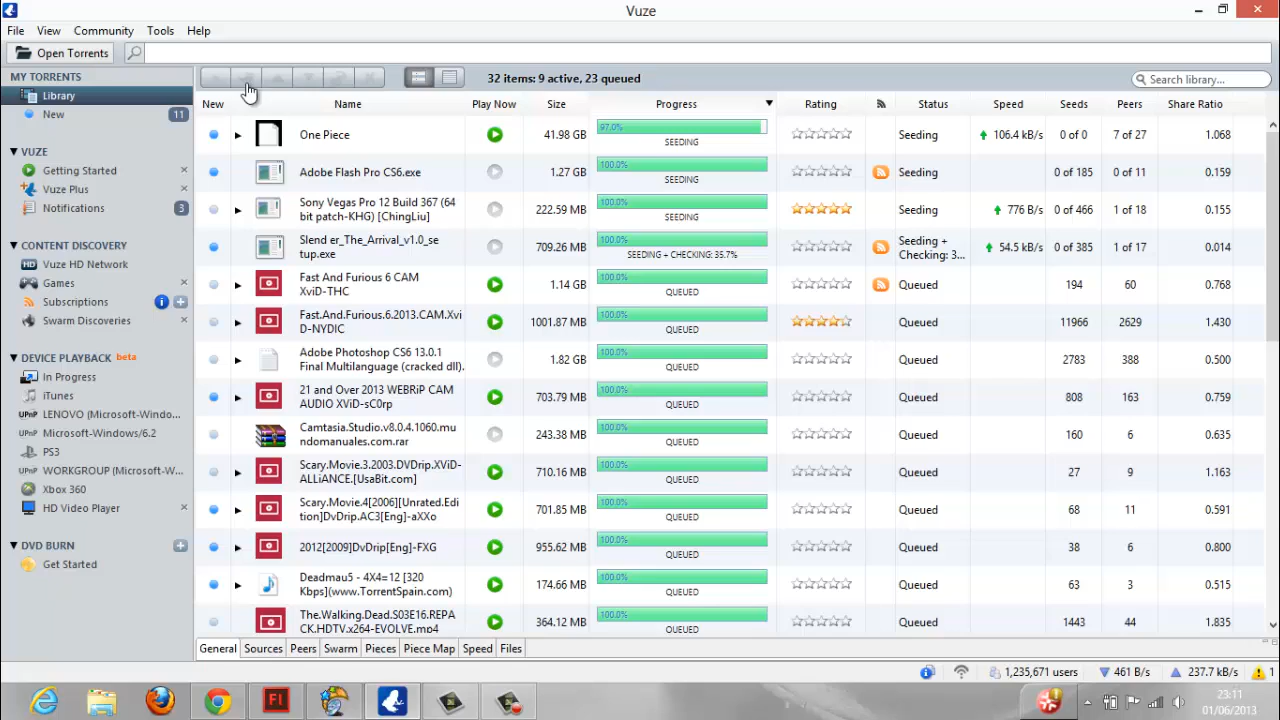 Vuze
File View Community Tools Help
Open Torrents
MY TORRENTS
32 items: 9 active, 23 queued
Search library...
Library
New 11
New Name Play Now Size Progress Rating Status Speed Seeds Peers Share Ratio
VUZE
Getting Started
Vuze Plus
Notifications 3
CONTENT DISCOVERY
HD Vuze HD Network
Games
Subscriptions
Swarm Discoveries
DEVICE PLAYBACK beta
In Progress
iTunes
UPnP LENOVO (Microsoft-Windo...
UPnP Microsoft-Windows/6.2
PS3
UPnP WORKGROUP (Microsoft-W...
Xbox 360
HD Video Player
DVD BURN
Get Started
One Piece 41.98 GB 97.0% Seeding 106.4 kB/s 0 of 0 7 of 27 1.068
SEEDING
Adobe Flash Pro CS6.exe 1.27 GB 100.0% Seeding 0 of 185 0 of 11 0.159
SEEDING
Sony Vegas Pro 12 Build 367 (64
bit patch-KHG) [ChingLiu] 222.59 MB 100.0% Seeding 776 B/s 0 of 466 1 of 18 0.155
SEEDING
Slend er_The_Arrival_v1.0_se
tup.exe 709.26 MB 100.0% Seeding +
Checking: 3... 54.5 kB/s 0 of 385 1 of 17 0.014
SEEDING + CHECKING: 35.7%
Fast And Furious 6 CAM
XviD-THC 1.14 GB 100.0% Queued 194 60 0.768
QUEUED
Fast.And.Furious.6.2013.CAM.Xvi
D-NYDIC 1001.87 MB 100.0% Queued 11966 2629 1.430
QUEUED
Adobe Photoshop CS6 13.0.1
Final Multilanguage (cracked dll). 1.82 GB 100.0% Queued 2783 388 0.500
QUEUED
21 and Over 2013 WEBRiP CAM
AUDIO XViD-sC0rp 703.79 MB 100.0% Queued 808 163 0.759
QUEUED
Camtasia.Studio.v8.0.4.1060.mu
ndomanuales.com.rar 243.38 MB 100.0% Queued 160 6 0.635
QUEUED
Scary.Movie.3.2003.DVDrip.XViD-
ALLiANCE.[UsaBit.com] 710.16 MB 100.0% Queued 27 9 1.163
QUEUED
Scary.Movie.4[2006][Unrated.Edi
tion]DvDrip.AC3[Eng]-aXXo 701.85 MB 100.0% Queued 68 11 0.591
QUEUED
2012[2009]DvDrip[Eng]-FXG 955.62 MB 100.0% Queued 38 6 0.800
QUEUED
Deadmau5 - 4X4=12 [320
Kbps](www.TorrentSpain.com) 174.66 MB 100.0% Queued 63 3 0.515
QUEUED
The.Walking.Dead.S03E16.REPA
CK.HDTV.x264-EVOLVE.mp4 364.12 MB 100.0% Queued 1443 44 1.835
QUEUED
General Sources Peers Swarm Pieces Piece Map Speed Files
1,235,671 users 461 B/s 237.7 kB/s 1
Fl
23:11
01/06/2013